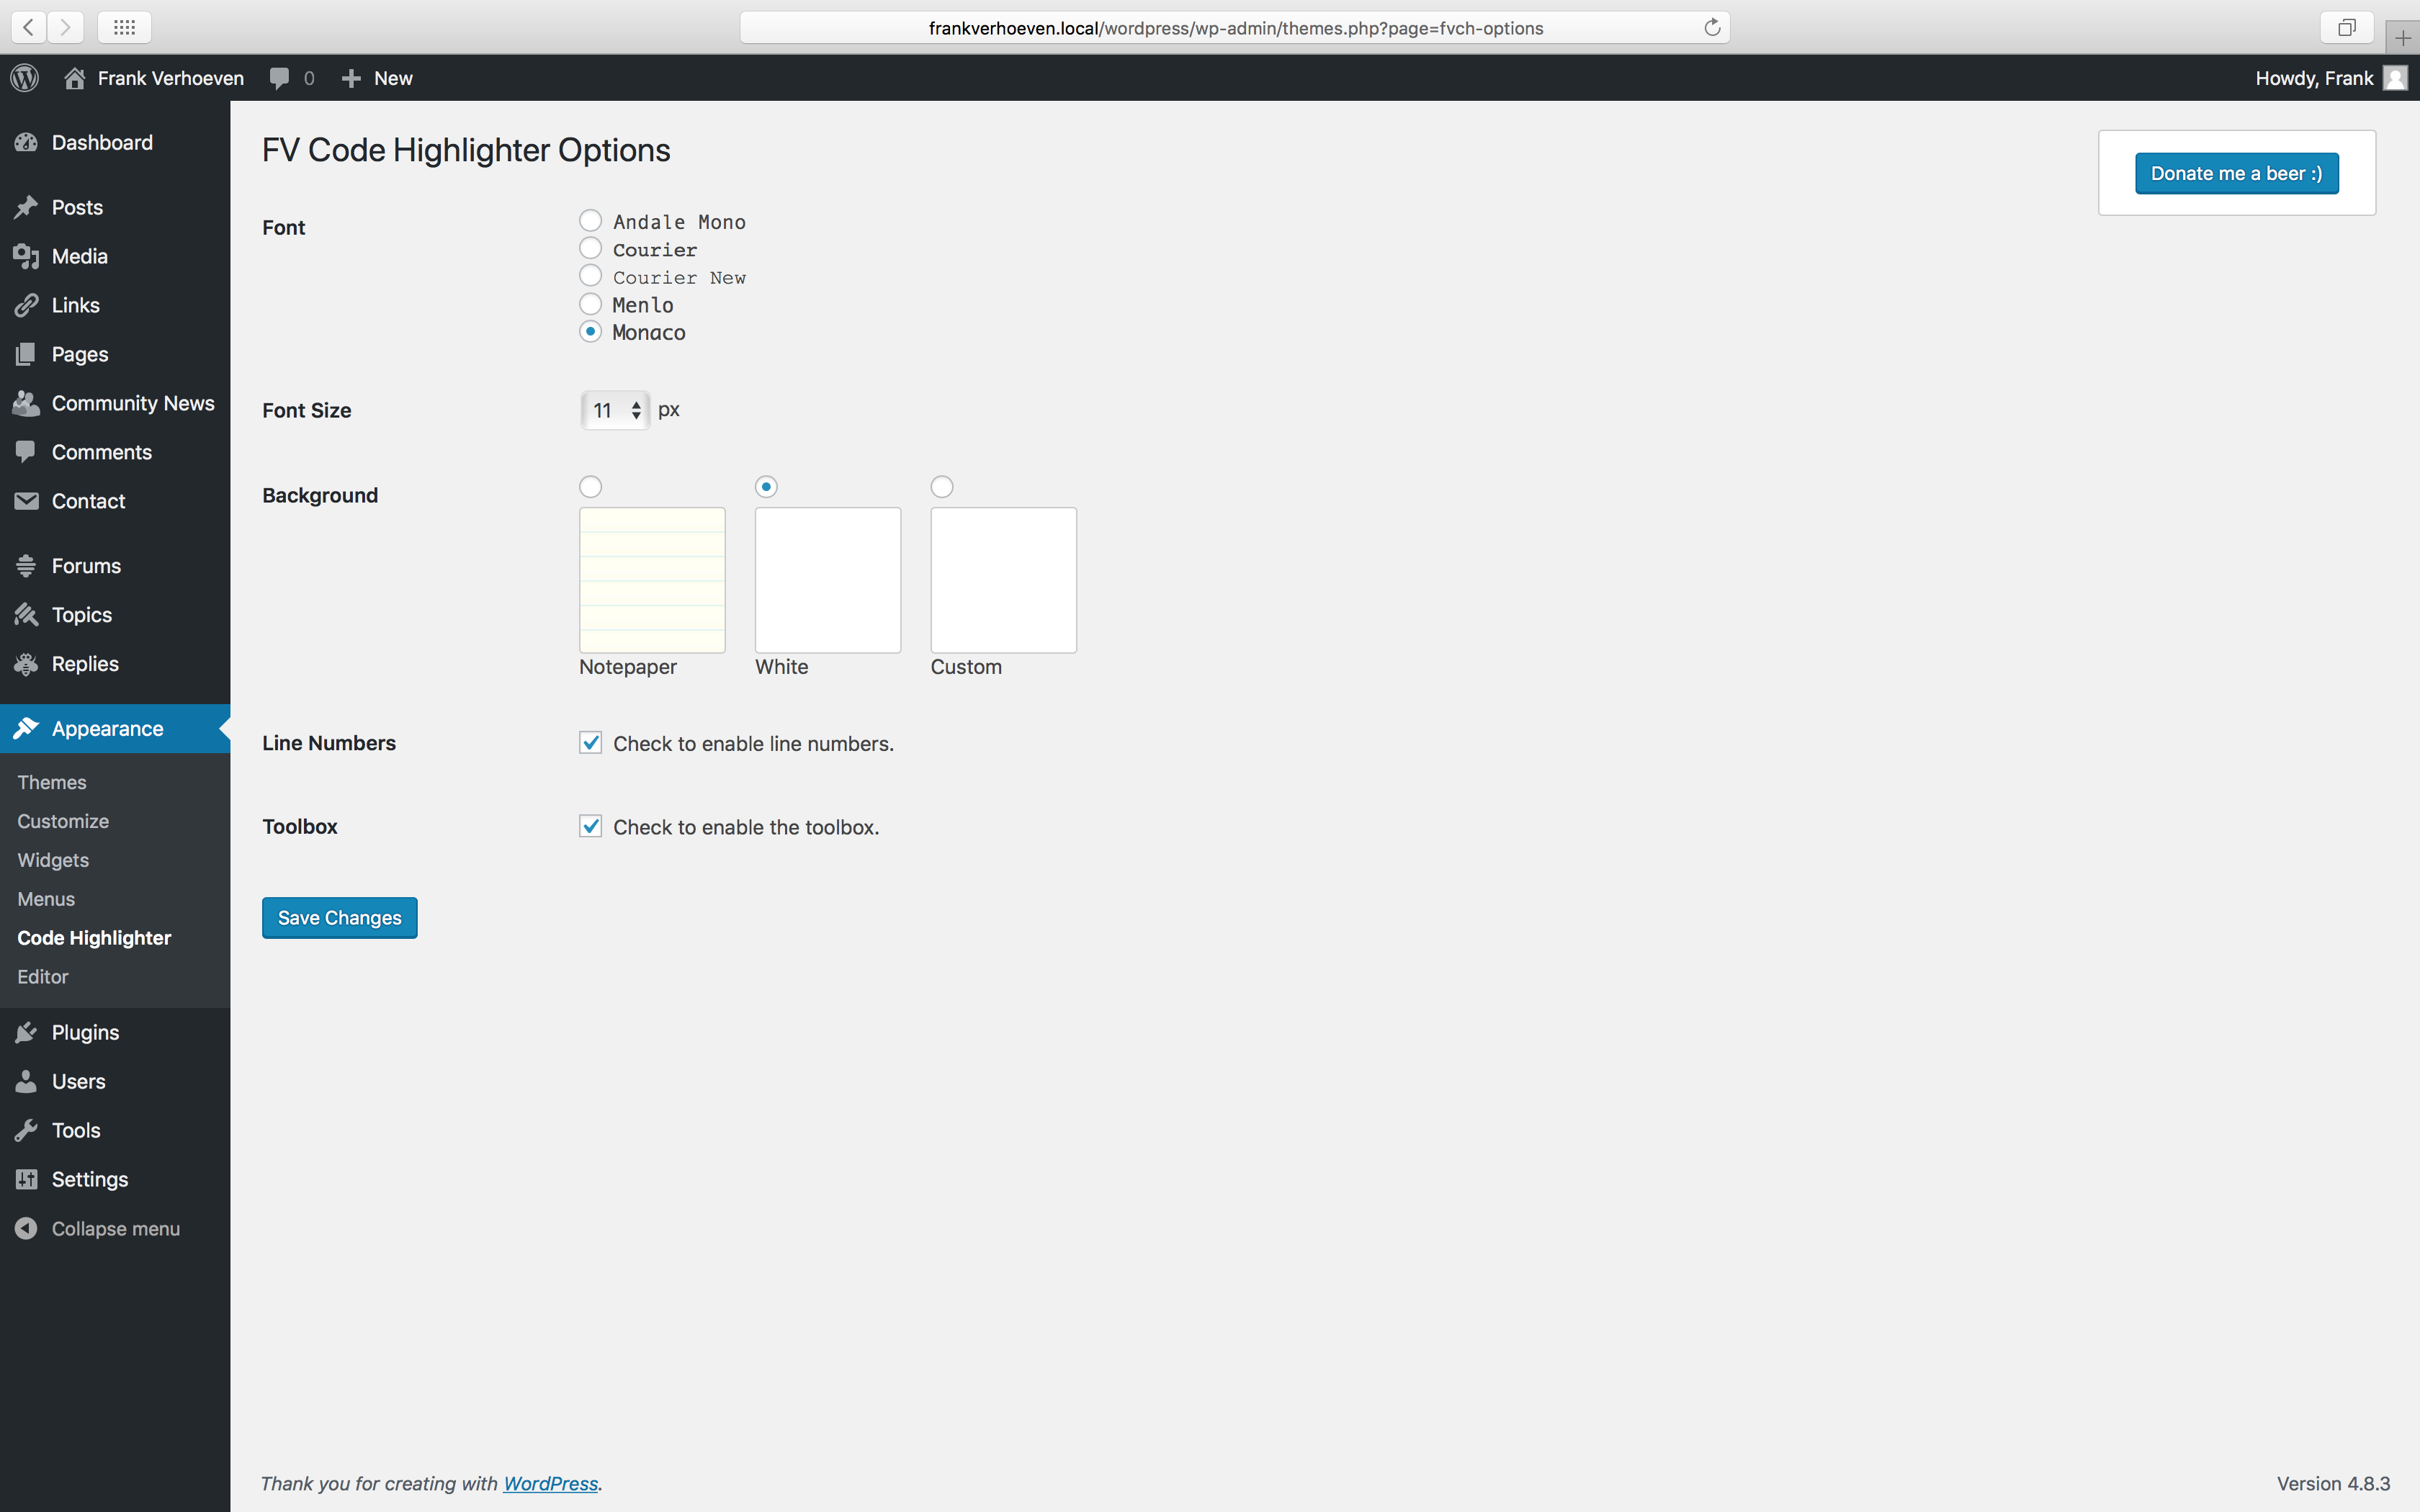 frankverhoeven.local/wordpress/wp-admin/themes.php?page=fvch-options
Frank Verhoeven 0 New Howdy, Frank
Dashboard
Posts
Media
Links
Pages
Community News
Comments
Contact
Forums
Topics
Replies
Appearance
Themes
Customize
Widgets
Menus
Code Highlighter
Editor
Plugins
Users
Tools
Settings
Collapse menu
FV Code Highlighter Options
Donate me a beer :)
Font
Andale Mono
Courier
Courier New
Menlo
Monaco
Font Size 11 px
Background
Notepaper White Custom
Line Numbers Check to enable line numbers.
Toolbox Check to enable the toolbox.
Save Changes
Thank you for creating with WordPress. Version 4.8.3